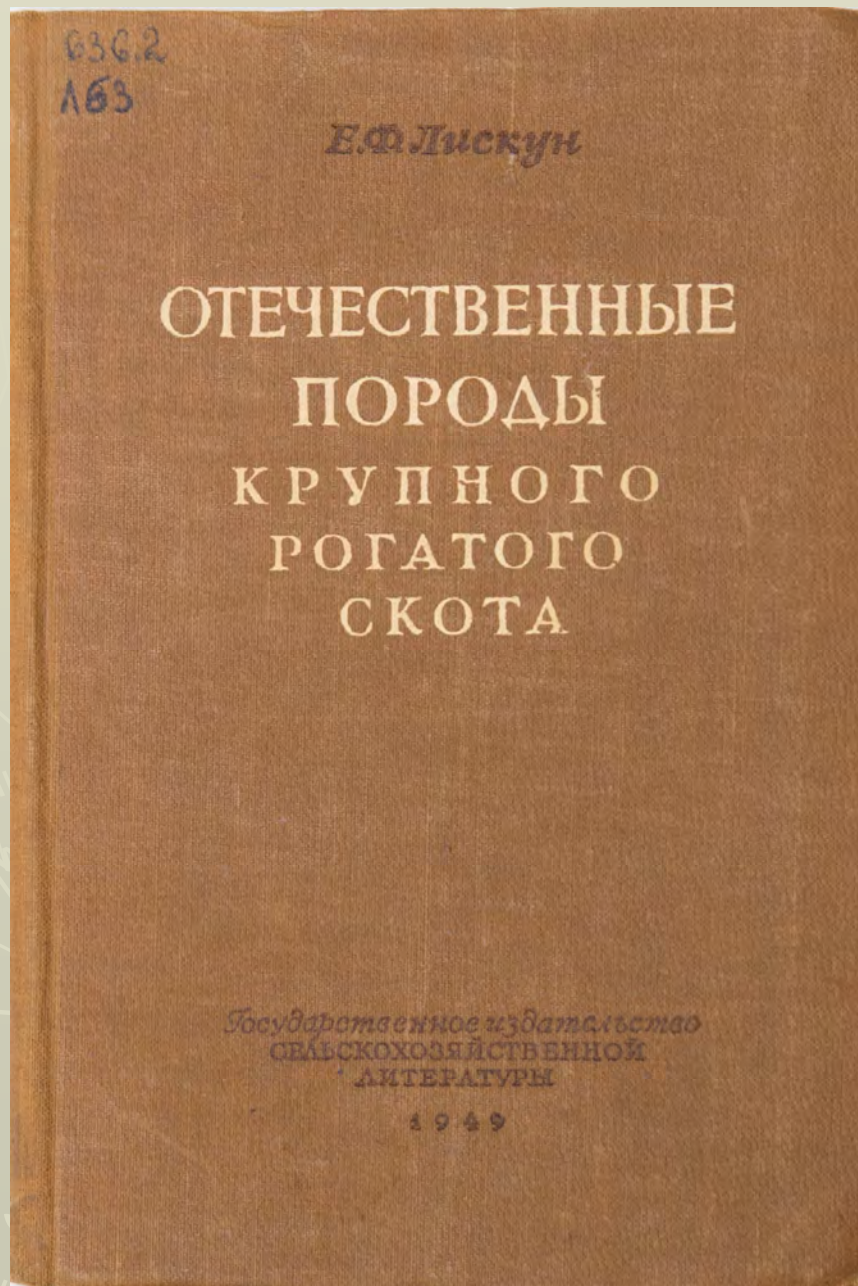 636.2
Л63
Е.Ф. Лискун
ОТЕЧЕСТВЕННЫЕ
ПОРОДЫ
КРУПНОГО
РОГАТОГО
СКОТА
Государственное издательство
СЕЛЬСКОХОЗЯЙСТВЕННОЙ
ЛИТЕРАТУРЫ
1949